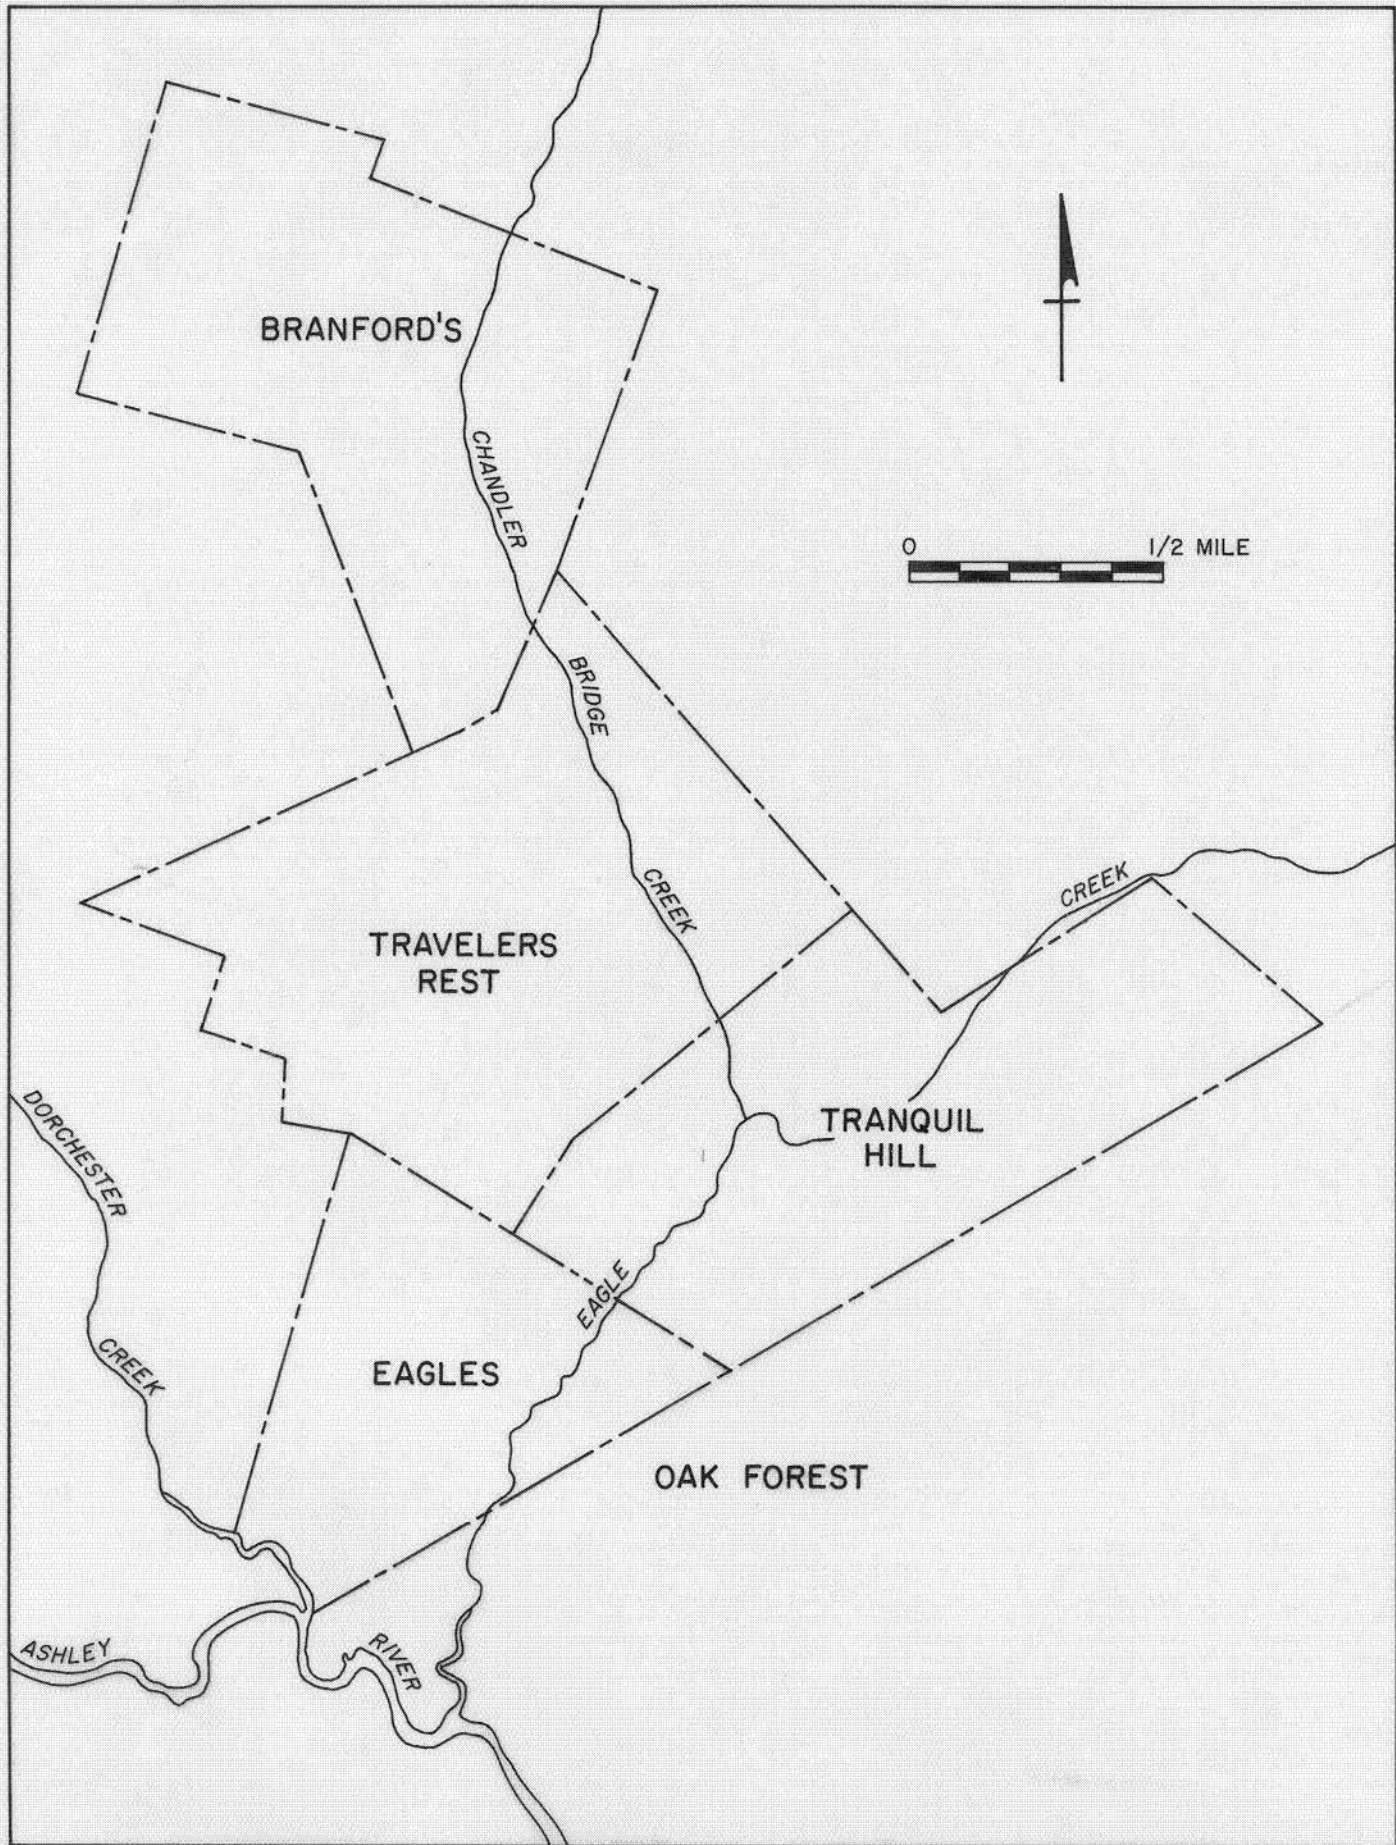 BRANFORD'S
CHANDLER
0 1/2 MILE
BRIDGE
CREEK
CREEK
TRAVELERS
REST
DORCHESTER
TRANQUIL
HILL
EAGLE
CREEK
EAGLES
OAK FOREST
ASHLEY
RIVER